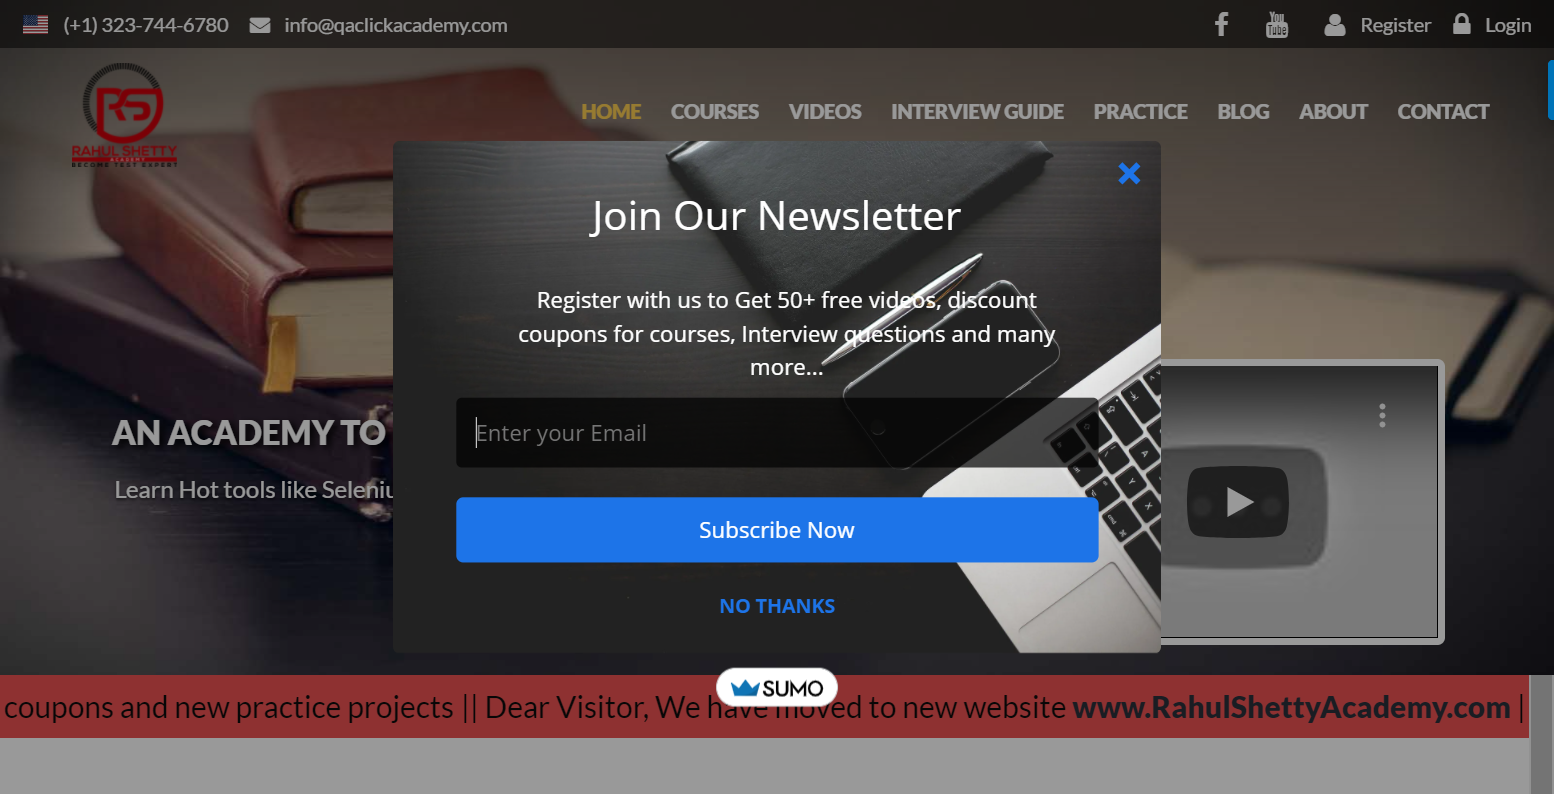 (+1) 323-744-6780 info@qaclickacademy.com Register Login
RS
RAHUL SHETTY
ACADEMY
BECOME TEST EXPERT
HOME COURSES VIDEOS INTERVIEW GUIDE PRACTICE BLOG ABOUT CONTACT
Join Our Newsletter
Register with us to Get 50+ free videos, discount
coupons for courses, Interview questions and many
more...
Enter your Email
Subscribe Now
NO THANKS
AN ACADEMY TO
Learn Hot tools like Seleniu
You
Tube
SUMO
coupons and new practice projects || Dear Visitor, We have moved to new website www.RahulShettyAcademy.com |